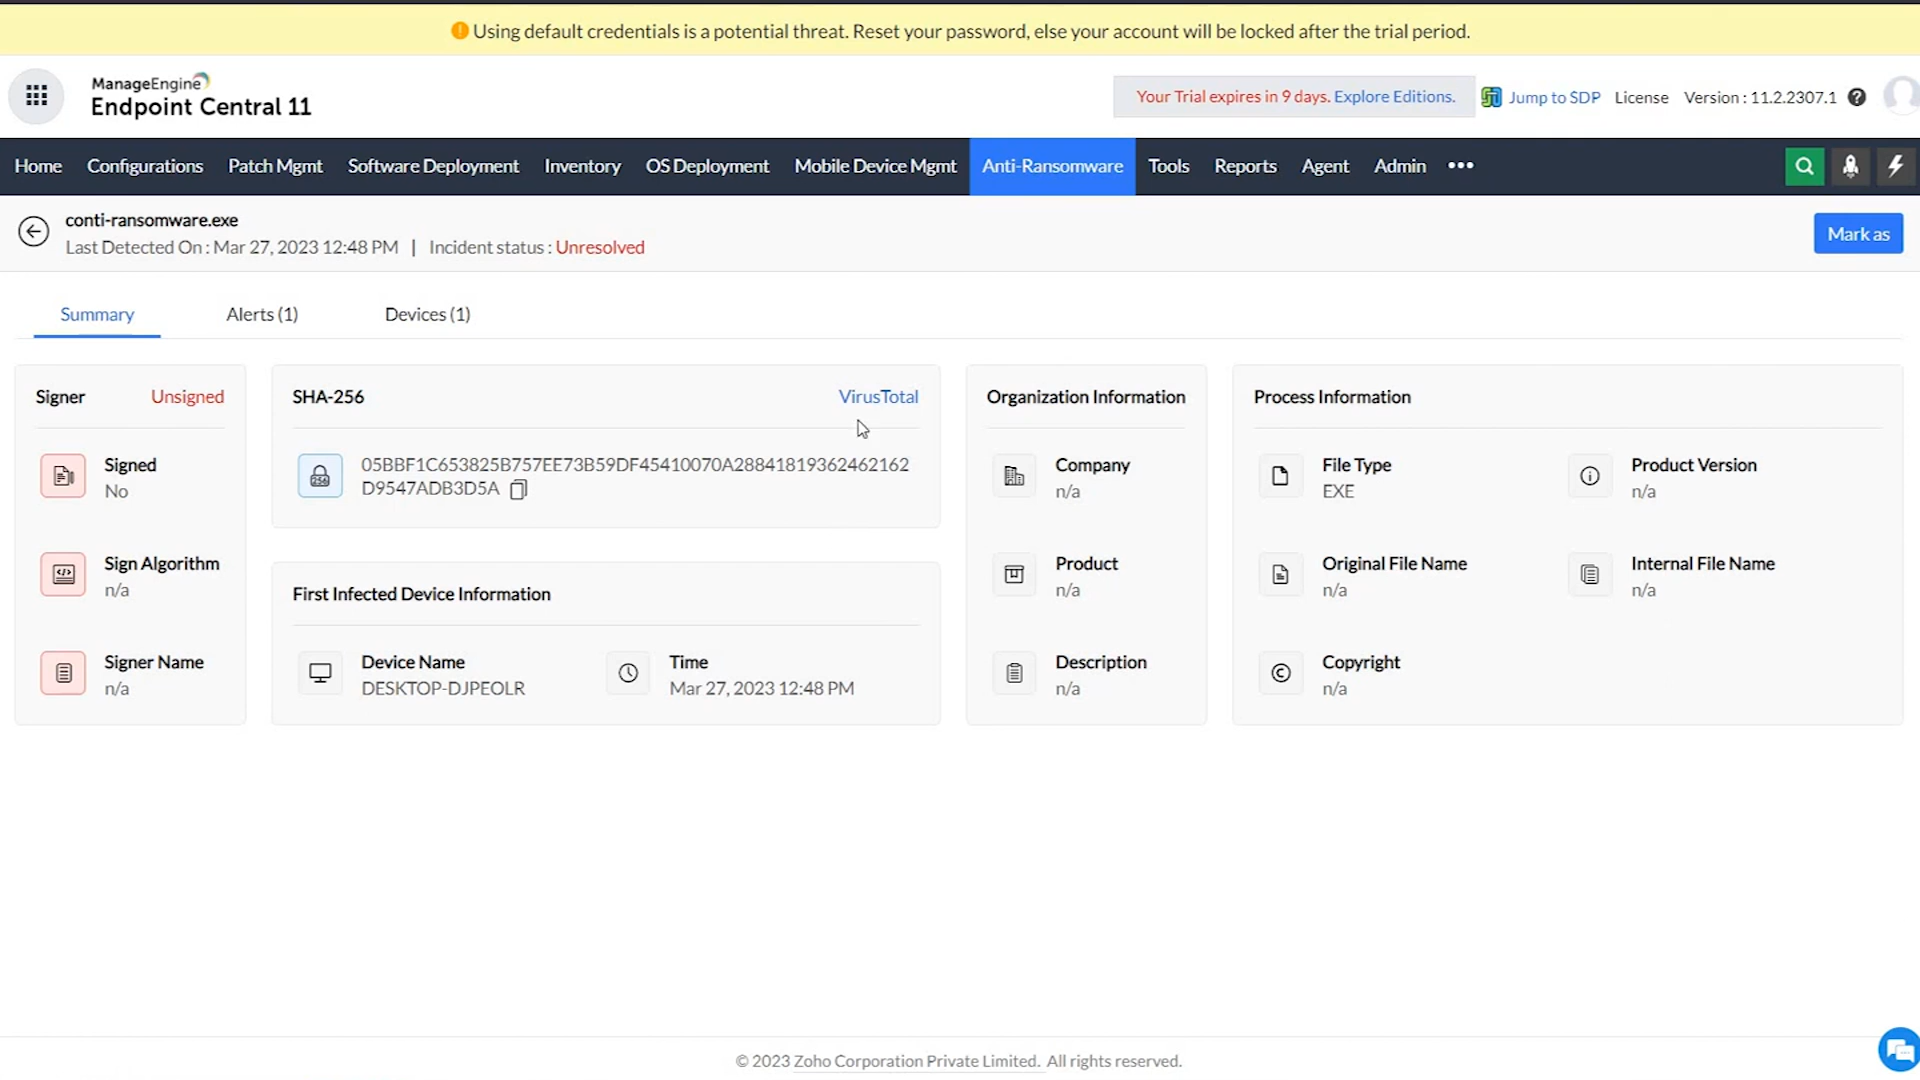 Using default credentials is a potential threat. Reset your password, else your account will be locked after the trial period.
ManageEngine
Endpoint Central 11
Your Trial expires in 9 days. Explore Editions.
Jump to SDP
License
Version : 11.2.2307.1
Home
Configurations
Patch Mgmt
Software Deployment
Inventory
OS Deployment
Mobile Device Mgmt
Anti-Ransomware
Tools
Reports
Agent
Admin
•••
conti-ransomware.exe
Last Detected On : Mar 27, 2023 12:48 PM | Incident status : Unresolved
Mark as
Summary
Alerts (1)
Devices (1)
Signer
Unsigned
Signed
No
Sign Algorithm
n/a
Signer Name
n/a
SHA-256
VirusTotal
256
05BBF1C653825B757EE73B59DF45410070A28841819362462162
D9547ADB3D5A
First Infected Device Information
Device Name
DESKTOP-DJPEOLR
Time
Mar 27, 2023 12:48 PM
Organization Information
Company
n/a
Product
n/a
Description
n/a
Process Information
File Type
EXE
Product Version
n/a
Original File Name
n/a
Internal File Name
n/a
Copyright
n/a
© 2023 Zoho Corporation Private Limited. All rights reserved.